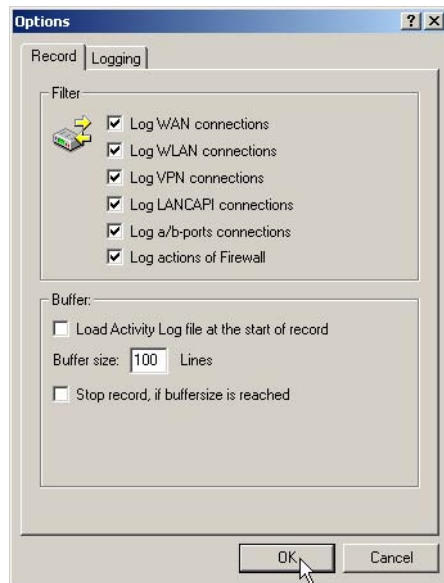 Options
Record Logging
Filter
Log WAN connections
Log WLAN connections
Log VPN connections
Log LANCAPI connections
Log a/b-ports connections
Log actions of Firewall
Buffer:
Load Activity Log file at the start of record
Buffer size: 100 Lines
Stop record, if buffersize is reached
OK Cancel